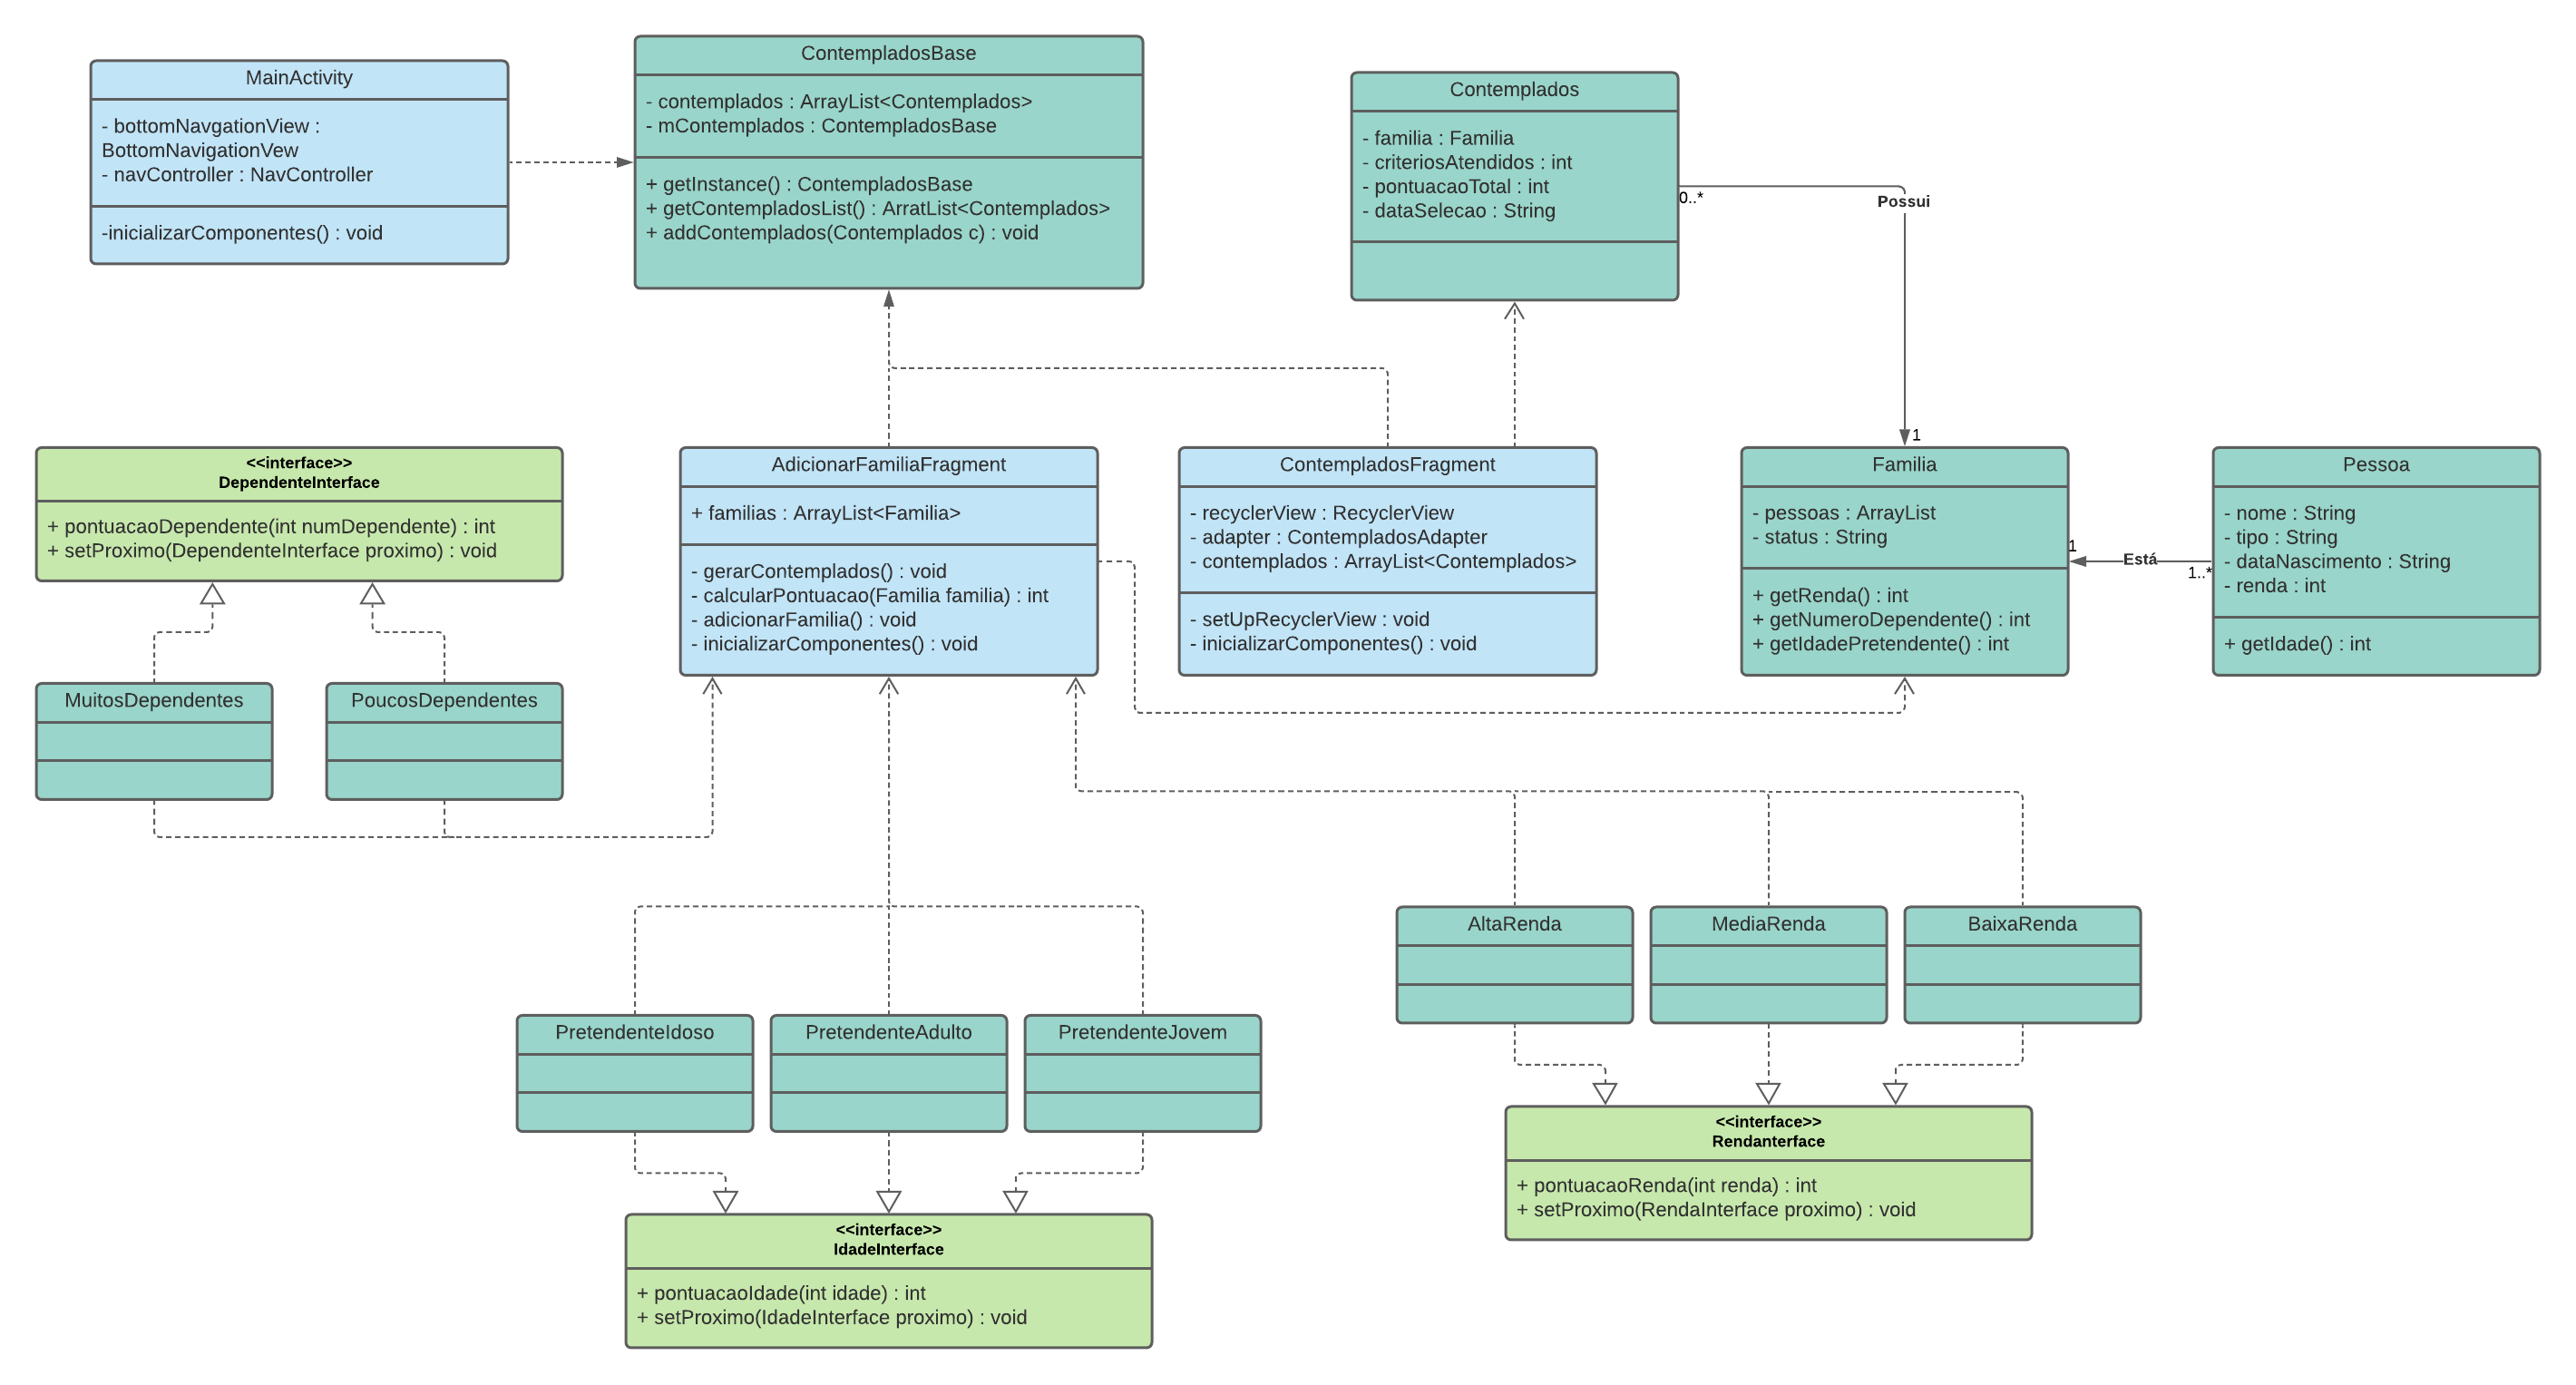 MainActivity
- bottomNavgationView :
BottomNavigationVew
- navController : NavController
-inicializarComponentes() : void
ContempladosBase
- contemplados : ArrayList<Contemplados>
- mContemplados : ContempladosBase
+ getInstance() : ContempladosBase
+ getContempladosList() : ArratList<Contemplados>
+ addContemplados(Contemplados c) : void
Contemplados
- familia : Familia
- criteriosAtendidos : int
- pontuacaoTotal : int
- dataSelecao : String
0..*
Possui
1
<<interface>>
DependenteInterface
+ pontuacaoDependente(int numDependente) : int
+ setProximo(DependenteInterface proximo) : void
AdicionarFamiliaFragment
+ familias : ArrayList<Familia>
- gerarContemplados() : void
- calcularPontuacao(Familia familia) : int
- adicionarFamilia() : void
- inicializarComponentes() : void
ContempladosFragment
- recyclerView : RecyclerView
- adapter : ContempladosAdapter
- contemplados : ArrayList<Contemplados>
- setUpRecyclerView : void
- inicializarComponentes() : void
Familia
- pessoas : ArrayList
- status : String
+ getRenda() : int
+ getNumeroDependente() : int
+ getIdadePretendente() : int
1
Está
1..*
Pessoa
- nome : String
- tipo : String
- dataNascimento : String
- renda : int
+ getIdade() : int
MuitosDependentes
PoucosDependentes
AltaRenda
MediaRenda
BaixaRenda
PretendenteIdoso
PretendenteAdulto
PretendenteJovem
<<interface>>
Rendanterface
+ pontuacaoRenda(int renda) : int
+ setProximo(RendaInterface proximo) : void
<<interface>>
IdadeInterface
+ pontuacaoIdade(int idade) : int
+ setProximo(IdadeInterface proximo) : void